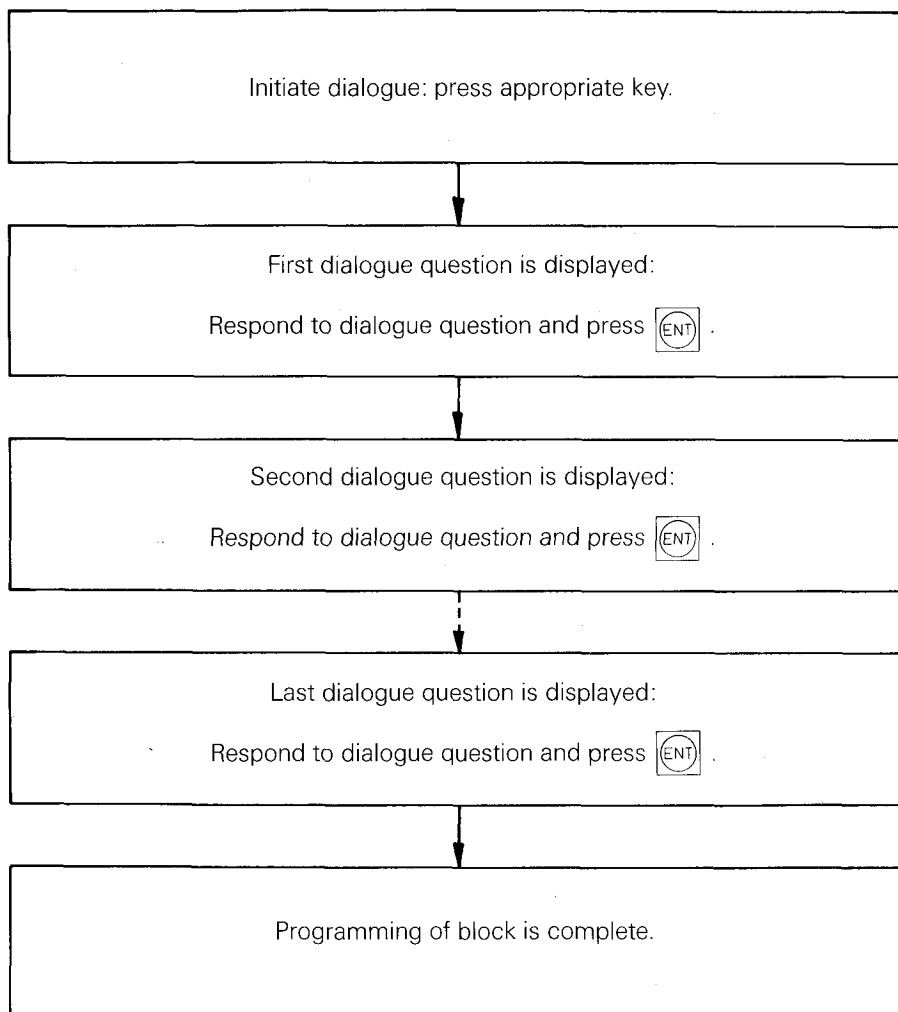 Initiate dialogue: press appropriate key.
First dialogue question is displayed:
Respond to dialogue question and press ENT .
Second dialogue question is displayed:
Respond to dialogue question and press ENT .
Last dialogue question is displayed:
Respond to dialogue question and press ENT .
Programming of block is complete.